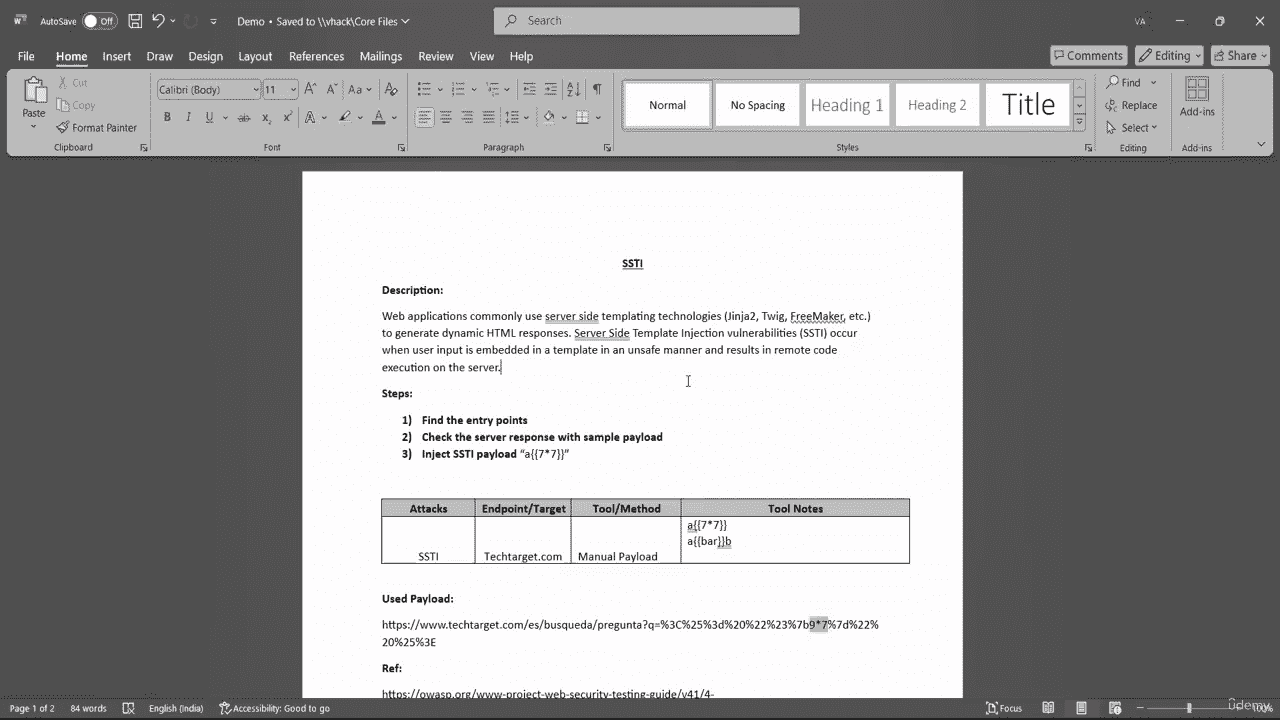 AutoSave Off Demo • Saved to \\vhack\Core Files Search VA
File Home Insert Draw Design Layout References Mailings Review View Help Comments Editing Share
Paste Cut Copy Format Painter Clipboard
Calibri (Body) 11 Aa B I U ab x₂ x² A Font
Paragraph
Normal No Spacing Heading 1 Heading 2 Title Styles
Find Replace Select Editing
Add-ins Add-ins
SSTI
Description:
Web applications commonly use server side templating technologies (Jinja2, Twig, FreeMaker, etc.)
to generate dynamic HTML responses. Server Side Template Injection vulnerabilities (SSTI) occur
when user input is embedded in a template in an unsafe manner and results in remote code
execution on the server.
Steps:
1) Find the entry points
2) Check the server response with sample payload
3) Inject SSTI payload “a{{7*7}}”
Attacks Endpoint/Target Tool/Method Tool Notes
a{{7*7}}
a{{bar}}b
SSTI Techtarget.com Manual Payload
Used Payload:
https://www.techtarget.com/es/busqueda/pregunta?q=%3C%25%3d%20%22%23%7b9*7%7d%22%
20%25%3E
Ref:
https://owasp.org/www-project-web-security-testing-guide/v41/4-
Page 1 of 2 84 words English (India) Accessibility: Good to go Focus